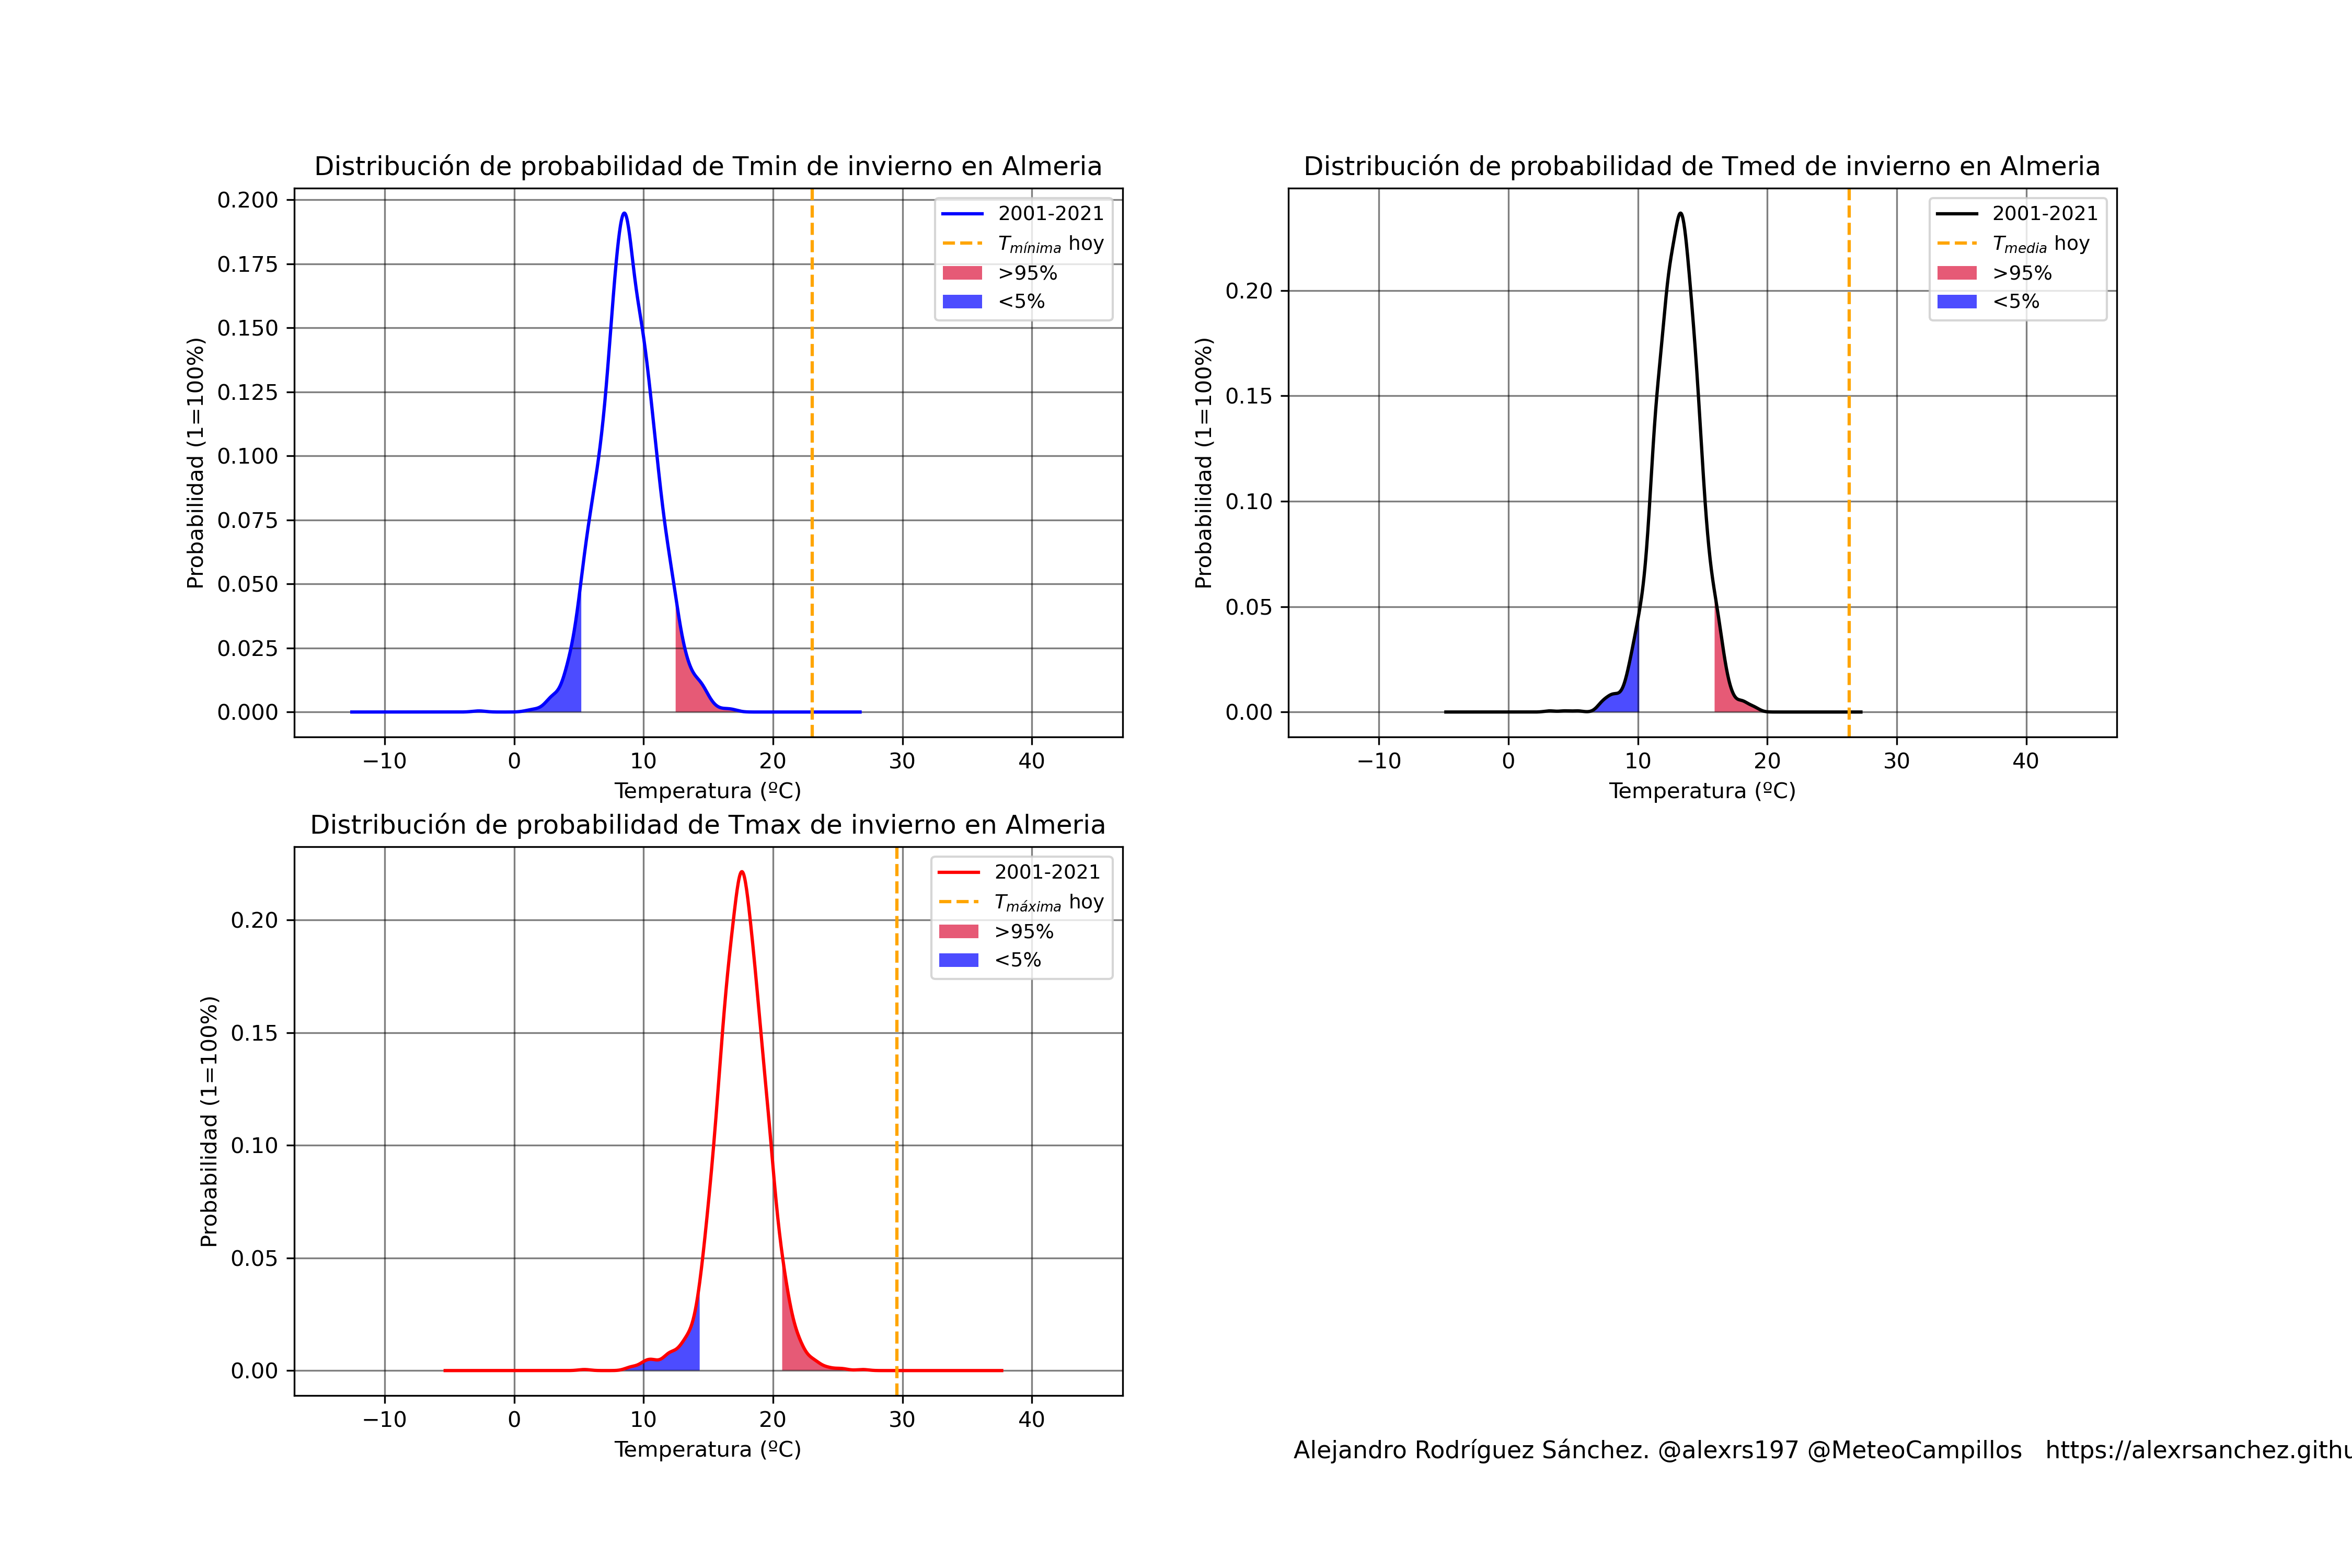 Distribución de probabilidad de Tmin de invierno en Almeria
Probabilidad (1=100%)
0.200
0.175
0.150
0.125
0.100
0.075
0.050
0.025
0.000
−10 0 10 20 30 40
Temperatura (ºC)
2001-2021
Tmínima hoy
>95%
<5%
Distribución de probabilidad de Tmed de invierno en Almeria
Probabilidad (1=100%)
0.20
0.15
0.10
0.05
0.00
−10 0 10 20 30 40
Temperatura (ºC)
2001-2021
Tmedia hoy
>95%
<5%
Distribución de probabilidad de Tmax de invierno en Almeria
Probabilidad (1=100%)
0.20
0.15
0.10
0.05
0.00
−10 0 10 20 30 40
Temperatura (ºC)
2001-2021
Tmáxima hoy
>95%
<5%
Alejandro Rodríguez Sánchez. @alexrs197 @MeteoCampillos https://alexrsanchez.githu